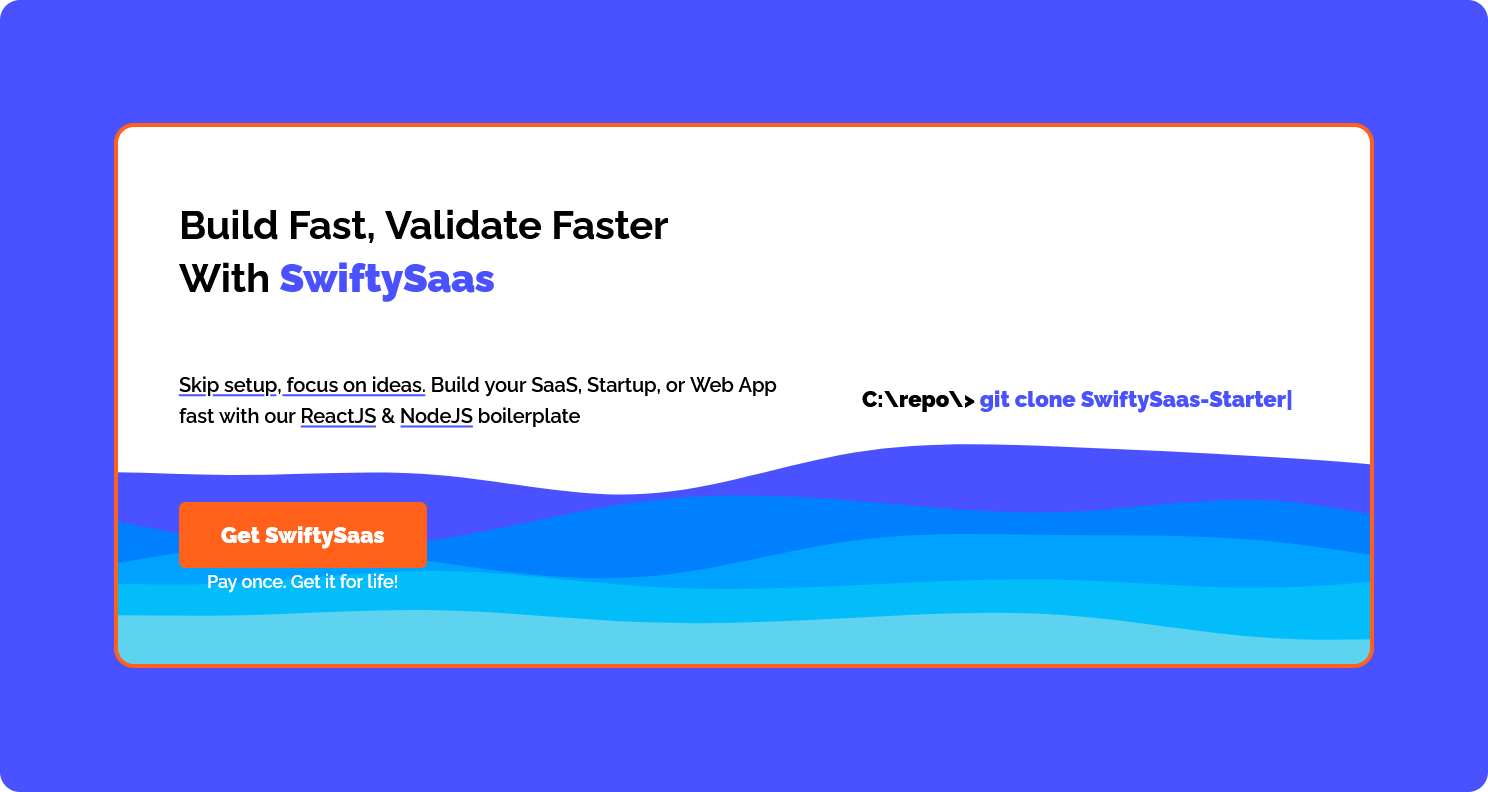 Build Fast, Validate Faster
With SwiftySaas
Skip setup, focus on ideas. Build your SaaS, Startup, or Web App
fast with our ReactJS & NodeJS boilerplate
C:\repo\> git clone SwiftySaas-Starter|
Get SwiftySaas
Pay once. Get it for life!